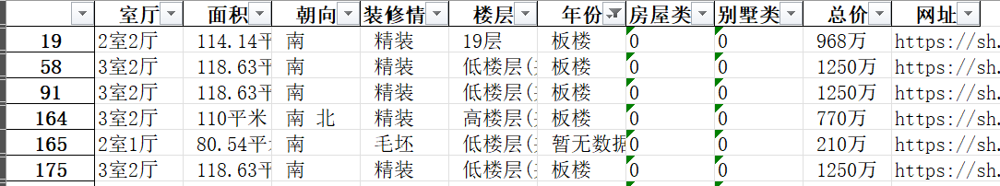 室厅 面积 朝向 装修情 楼层 年份 房屋类 别墅类 总价 网址
19 2室2厅 114.14平 南 精装 19层 板楼 0 0 968万 https://sh.
58 3室2厅 118.63平 南 精装 低楼层( 板楼 0 0 1250万 https://sh.
91 3室2厅 118.63平 南 精装 低楼层( 板楼 0 0 1250万 https://sh.
164 3室2厅 110平米 南 北 精装 高楼层( 板楼 0 0 770万 https://sh.
165 2室1厅 80.54平 南 毛坯 低楼层( 暂无数据 0 0 210万 https://sh.
175 3室2厅 118.63平 南 精装 低楼层( 板楼 0 0 1250万 https://sh.